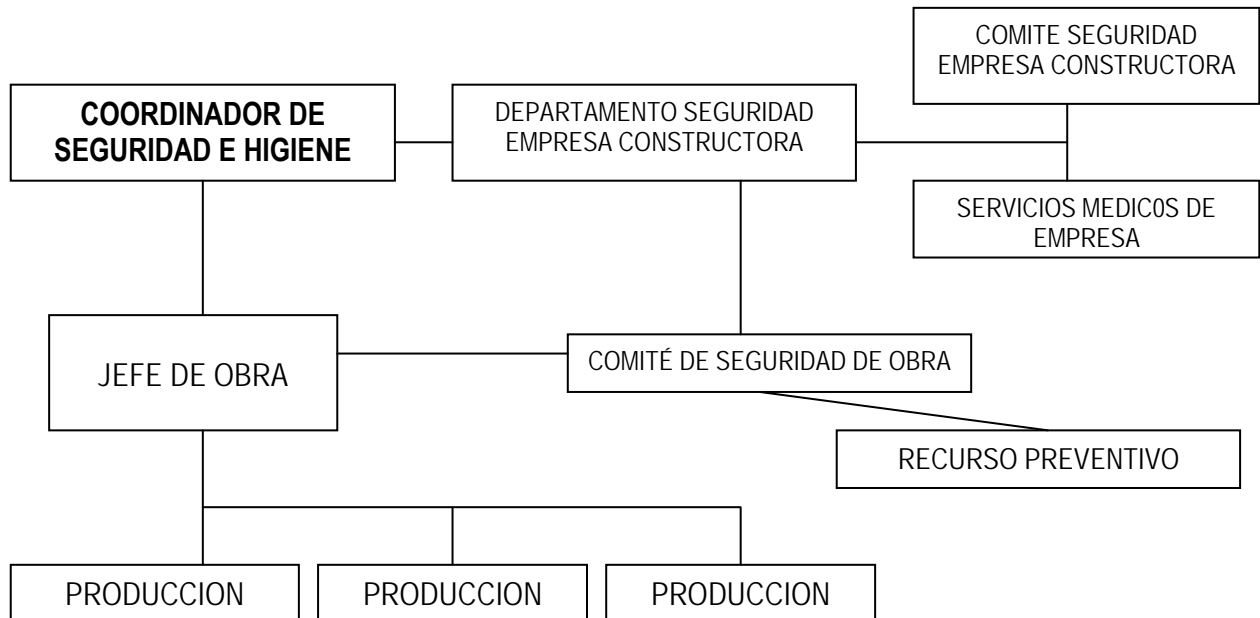 COMITE SEGURIDAD
EMPRESA CONSTRUCTORA
COORDINADOR DE
SEGURIDAD E HIGIENE
DEPARTAMENTO SEGURIDAD
EMPRESA CONSTRUCTORA
SERVICIOS MEDIC0S DE
EMPRESA
JEFE DE OBRA
COMITÉ DE SEGURIDAD DE OBRA
RECURSO PREVENTIVO
PRODUCCION
PRODUCCION
PRODUCCION